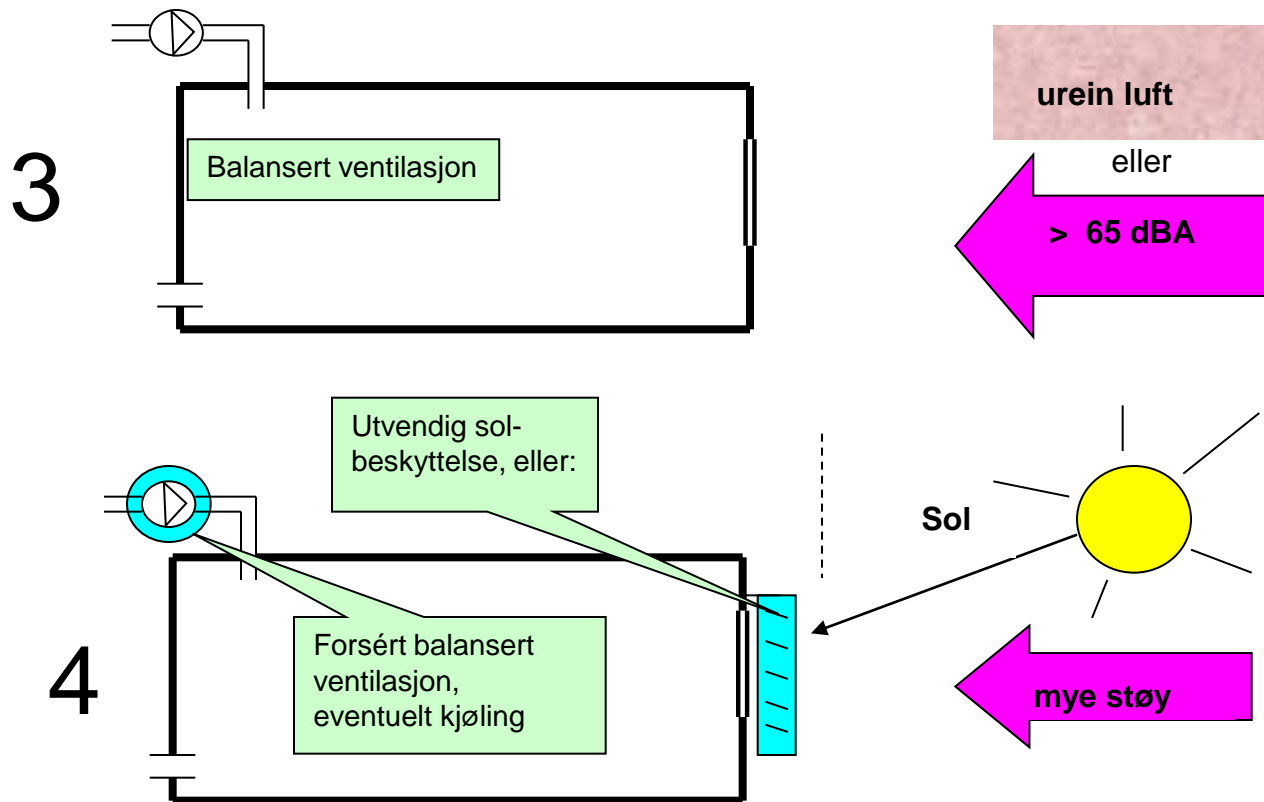 3
Balansert ventilasjon
urein luft
eller
> 65 dBA
4
Utvendig sol-
beskyttelse, eller:
Forsért balansert
ventilasjon,
eventuelt kjøling
Sol
mye støy